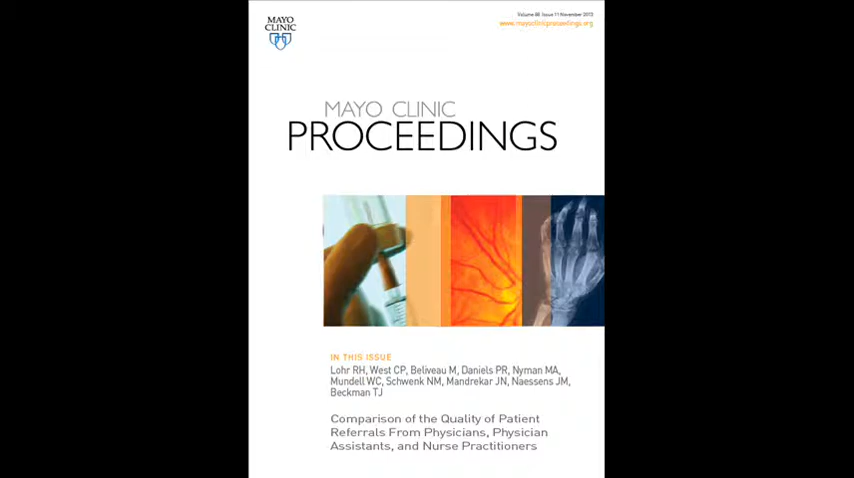 MAYO
CLINIC
Volume 88 Issue 11 November 2013
www.mayoclinicproceedings.org
MAYO CLINIC
PROCEEDINGS
IN THIS ISSUE
Lohr RH, West CP, Beliveau M, Daniels PR, Nyman MA,
Mundell WC, Schwenk NM, Mandrekar JN, Naessens JM,
Beckman TJ
Comparison of the Quality of Patient
Referrals From Physicians, Physician
Assistants, and Nurse Practitioners